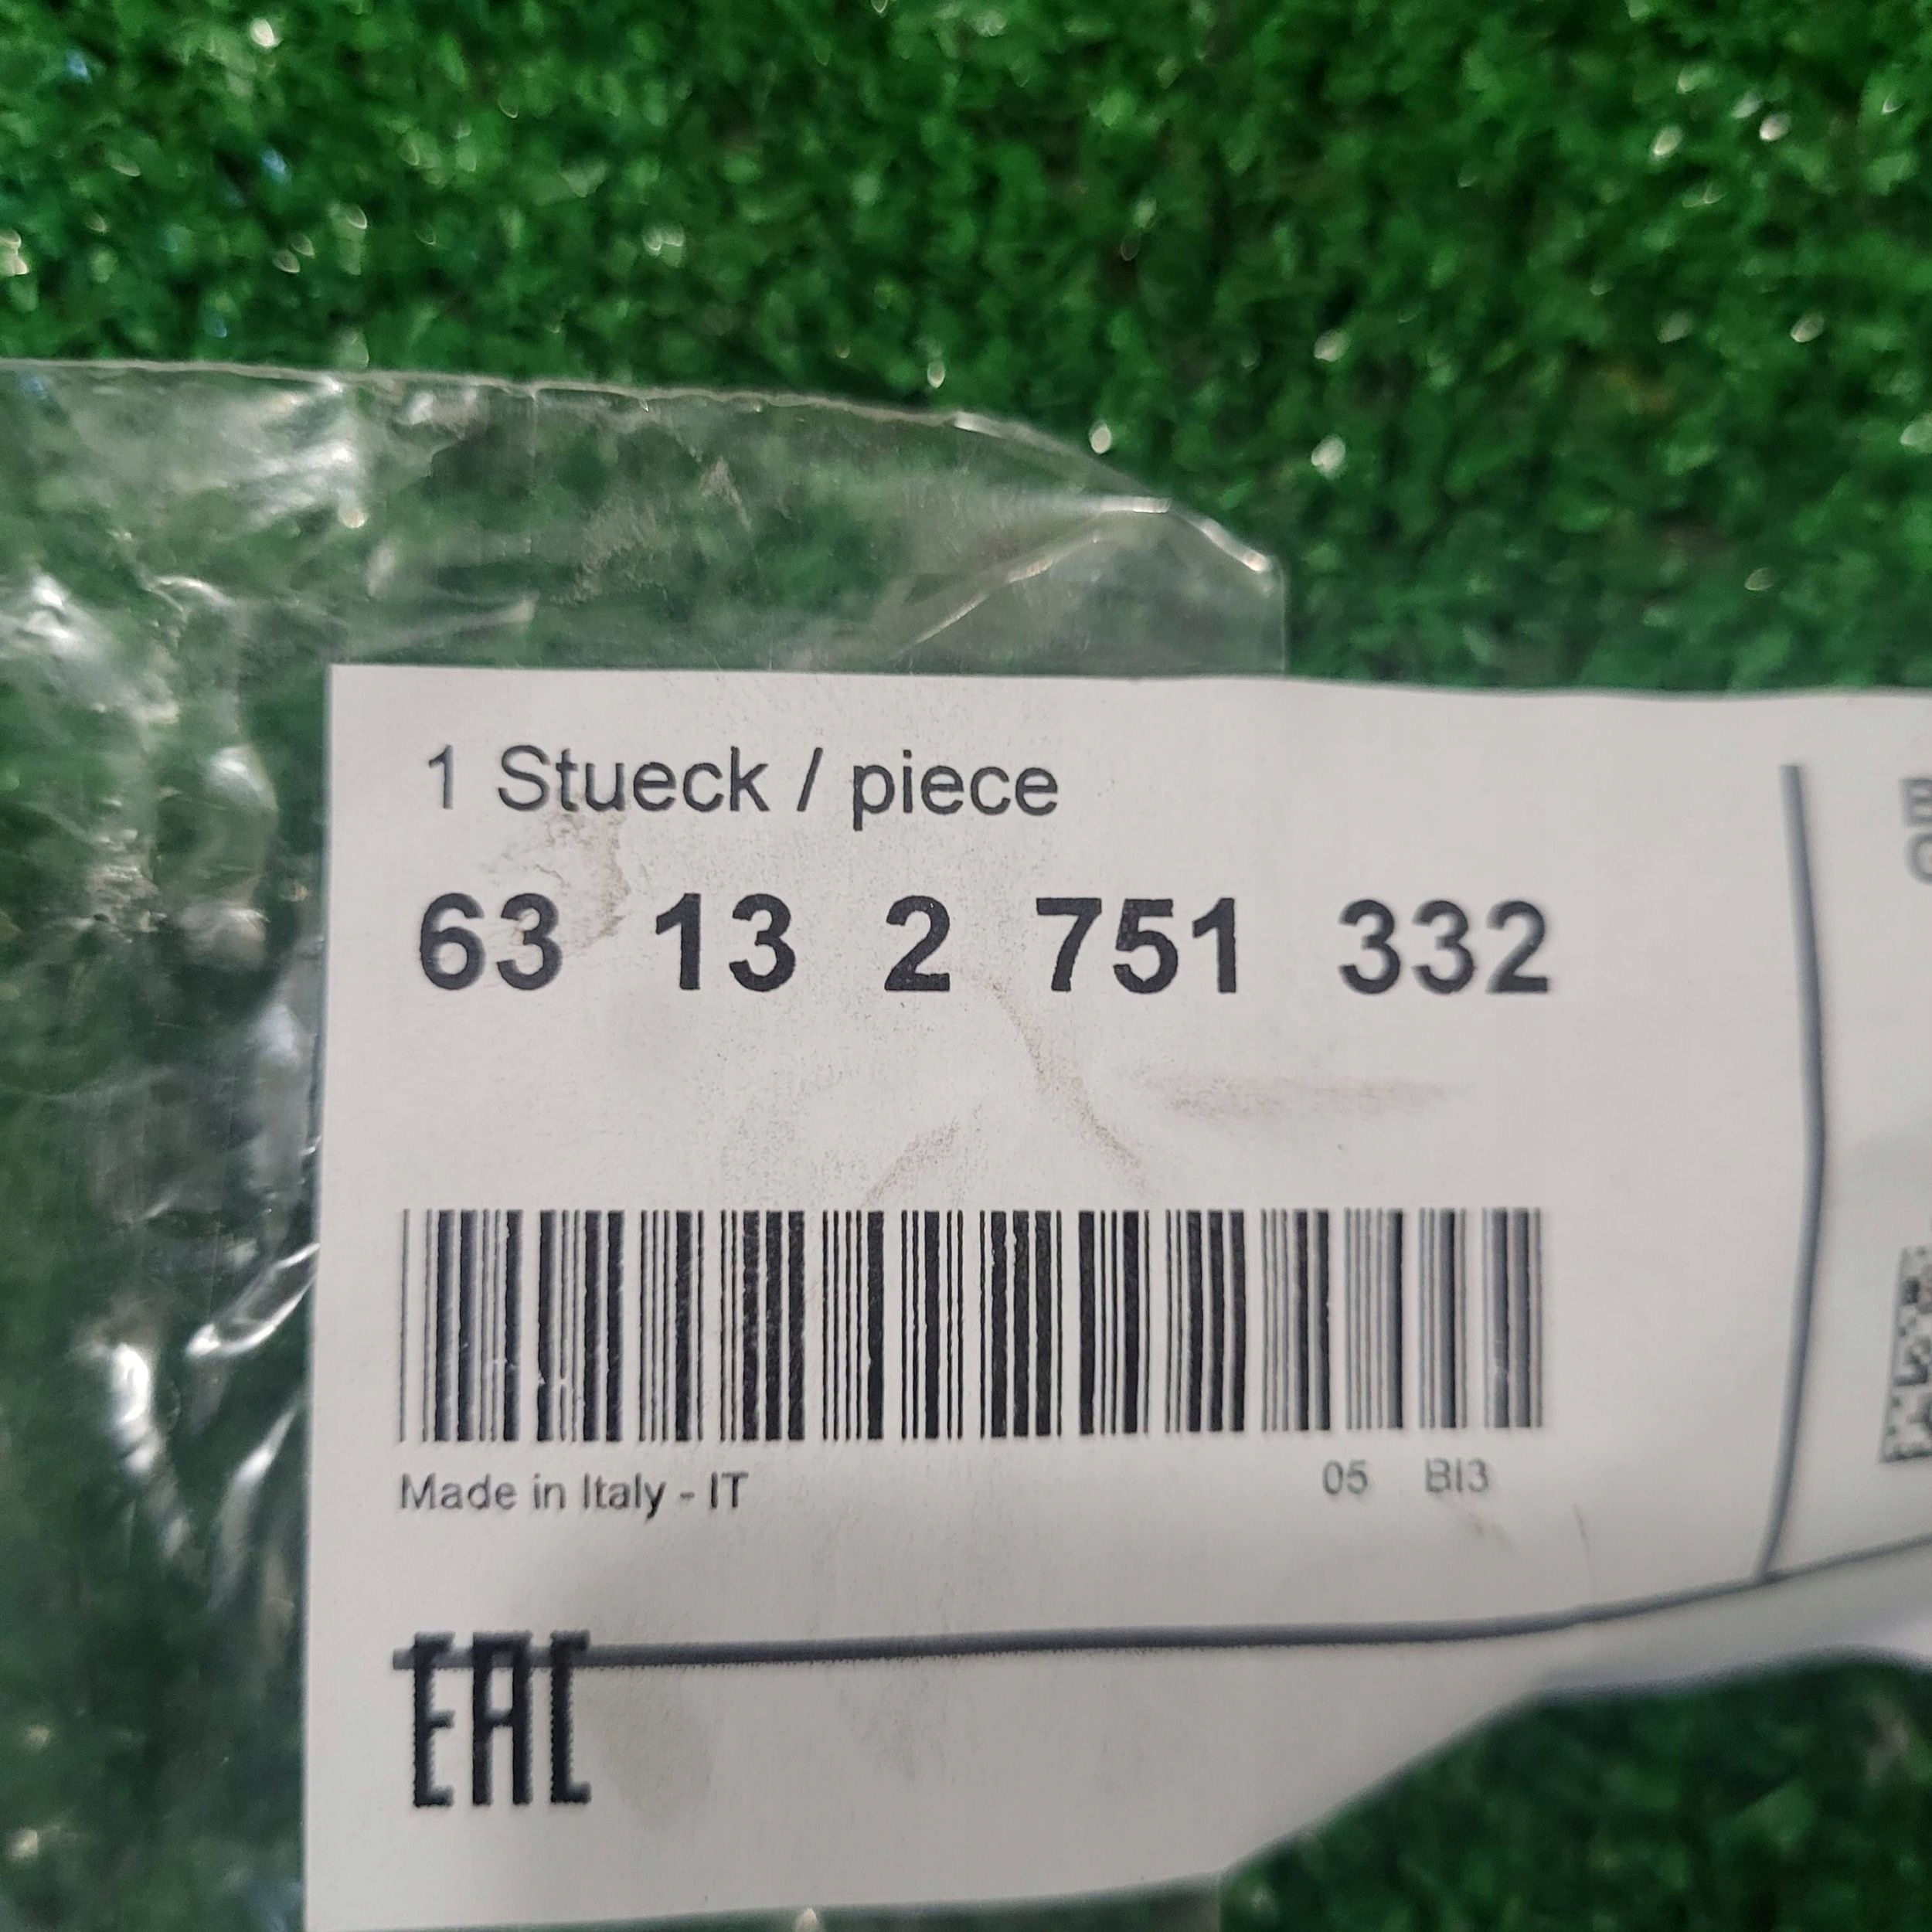 1 Stueck / piece
63 13 2 751 332
Made in Italy - IT
05 BI3
EAC